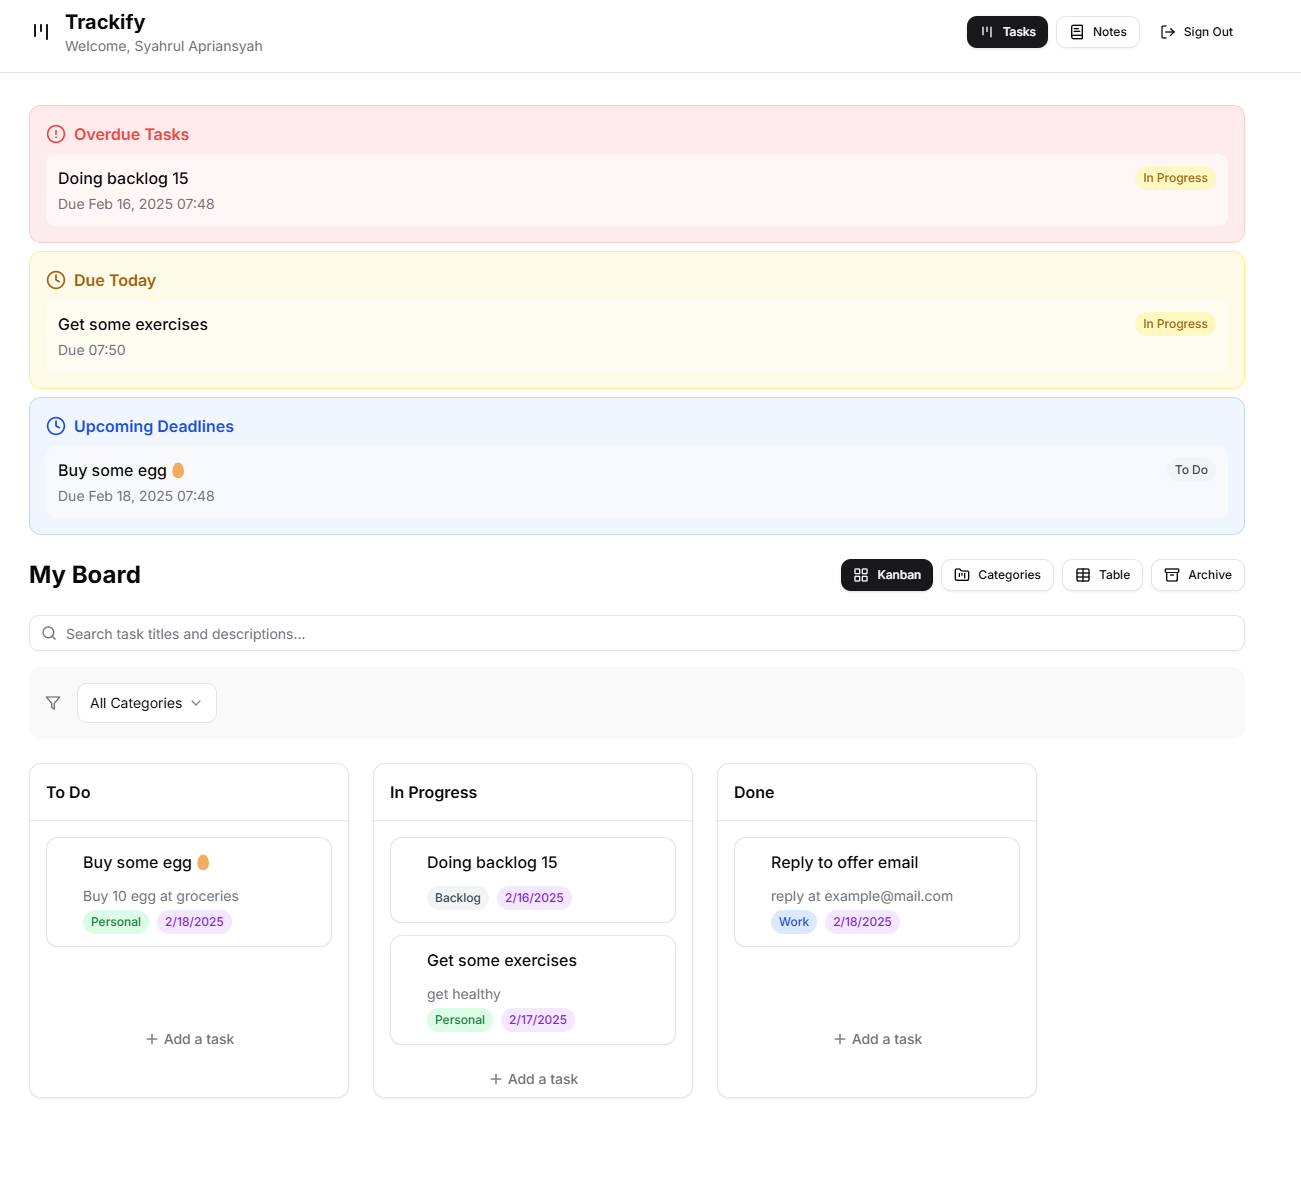 Trackify
Welcome, Syahrul Apriansyah
Tasks
Notes
Sign Out
Overdue Tasks
Doing backlog 15
In Progress
Due Feb 16, 2025 07:48
Due Today
Get some exercises
In Progress
Due 07:50
Upcoming Deadlines
Buy some egg 🥚
To Do
Due Feb 18, 2025 07:48
My Board
Kanban
Categories
Table
Archive
Search task titles and descriptions...
All Categories
To Do
Buy some egg 🥚
Buy 10 egg at groceries
Personal
2/18/2025
+ Add a task
In Progress
Doing backlog 15
Backlog
2/16/2025
Get some exercises
get healthy
Personal
2/17/2025
+ Add a task
Done
Reply to offer email
reply at example@mail.com
Work
2/18/2025
+ Add a task